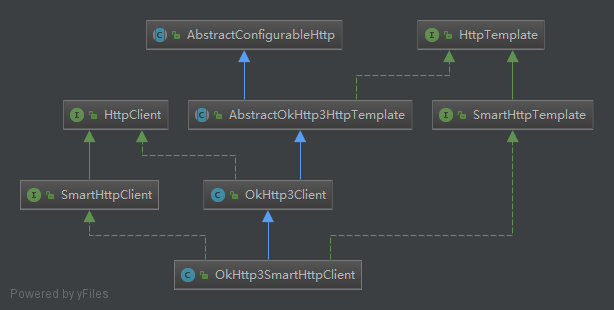 AbstractConfigurableHttp
HttpTemplate
HttpClient
AbstractOkHttp3HttpTemplate
SmartHttpTemplate
SmartHttpClient
OkHttp3Client
OkHttp3SmartHttpClient
Powered by yFiles